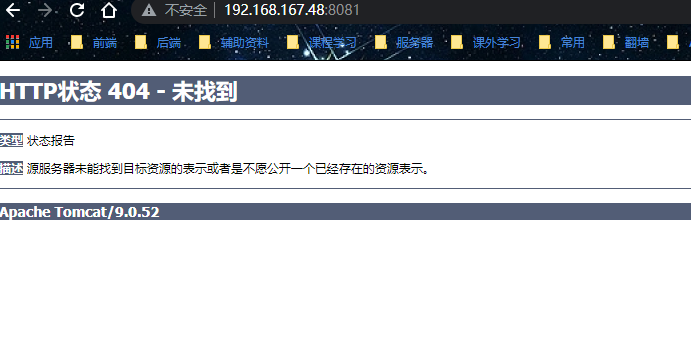 不安全 192.168.167.48:8081
应用 前端 后端 辅助资料 课程学习 服务器 课外学习 常用 翻墙
HTTP状态 404 - 未找到
类型 状态报告
描述 源服务器未能找到目标资源的表示或者是不愿公开一个已经存在的资源表示。
Apache Tomcat/9.0.52